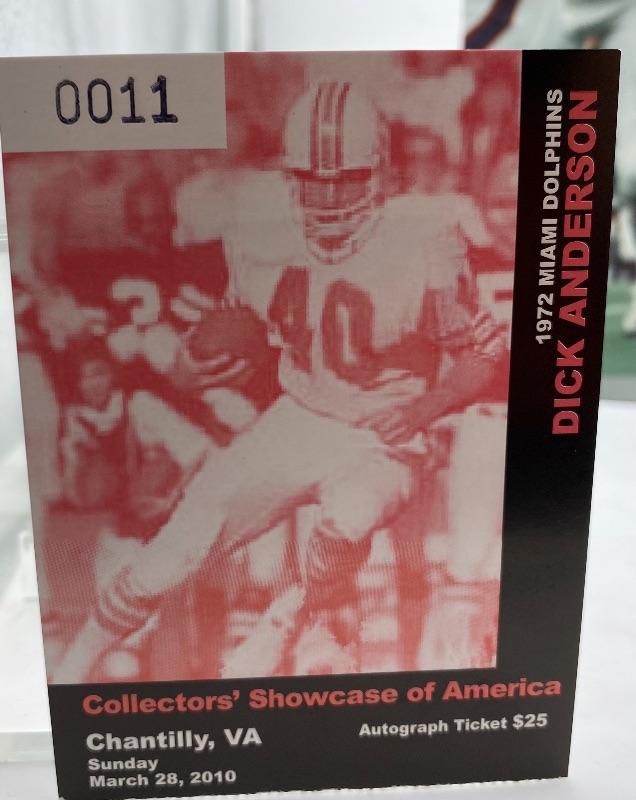 0011
1972 MIAMI DOLPHINS
DICK ANDERSON
40
Collectors' Showcase of America
Chantilly, VA
Autograph Ticket $25
Sunday
March 28, 2010